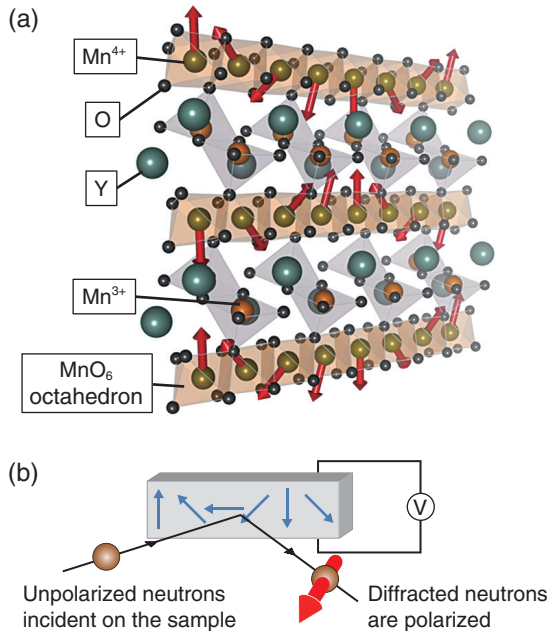 (a)
Mn⁴⁺
O
Y
Mn³⁺
MnO₆
octahedron
(b)
V
Unpolarized neutrons
incident on the sample
Diffracted neutrons
are polarized